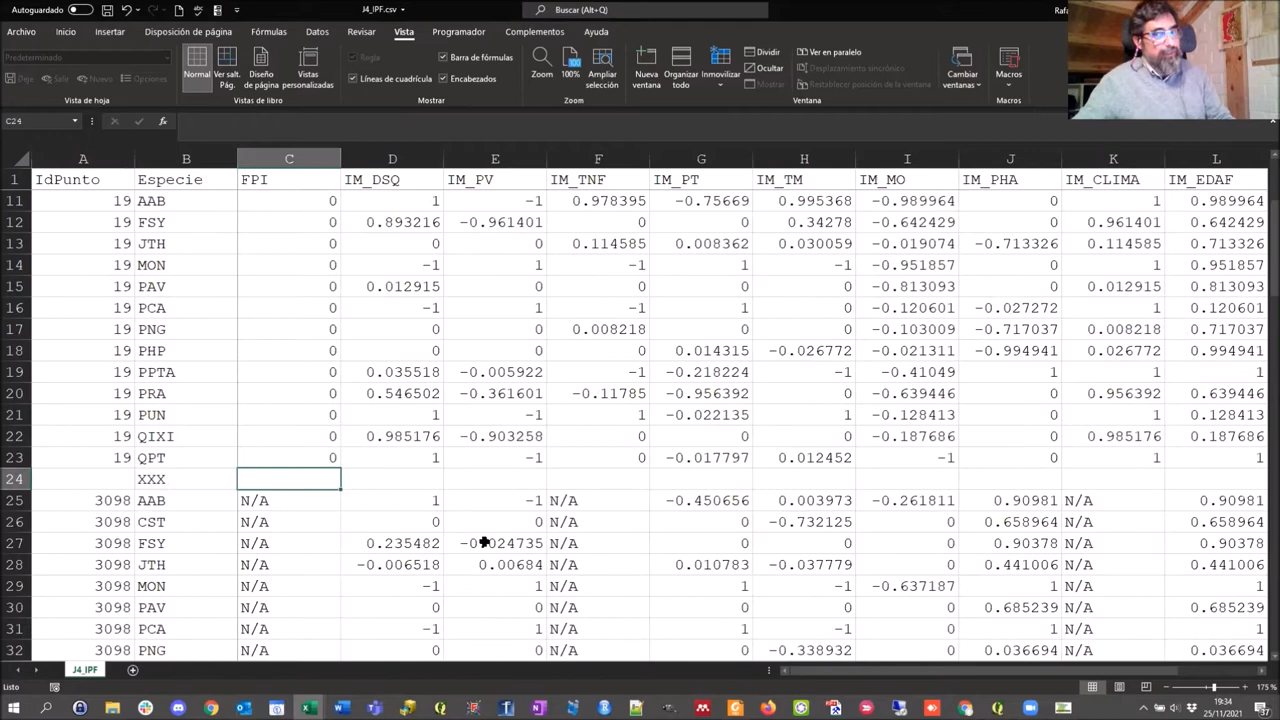 Autoguardado
J4_IPF.csv
Buscar (Alt+Q)
Rafa
Archivo Inicio Insertar Disposición de página Fórmulas Datos Revisar Vista Programador Complementos Ayuda
Predeterminado
Deje Salir Nuevo Opciones
Vista de hoja
Normal
Ver salt. Pág.
Diseño de página
Vistas personalizadas
Vistas de libro
Regla Barra de fórmulas
Líneas de cuadrícula Encabezados
Mostrar
Zoom 100% Ampliar selección
Zoom
Nueva ventana
Organizar todo
Inmovilizar
Dividir
Ocultar
Mostrar
Ver en paralelo
Desplazamiento sincrónico
Restablecer posición de la ventana
Cambiar ventanas
Ventana
Macros
Macros
C24
fx
A B C D E F G H I J K L
1 IdPunto Especie FPI IM_DSQ IM_PV IM_TNF IM_PT IM_TM IM_MO IM_PHA IM_CLIMA IM_EDAF
11 19 AAB 0 1 -1 0.978395 -0.75669 0.995368 -0.989964 0 1 0.989964
12 19 FSY 0 0.893216 -0.961401 0 0 0.34278 -0.642429 0 0.961401 0.642429
13 19 JTH 0 0 0 0.114585 0.008362 0.030059 -0.019074 -0.713326 0.114585 0.713326
14 19 MON 0 -1 1 -1 1 -1 -0.951857 0 1 0.951857
15 19 PAV 0 0.012915 0 0 0 0 -0.813093 0 0.012915 0.813093
16 19 PCA 0 -1 1 -1 1 0 -0.120601 -0.027272 1 0.120601
17 19 PNG 0 0 0 0.008218 0 0 -0.103009 -0.717037 0.008218 0.717037
18 19 PHP 0 0 0 0 0.014315 -0.026772 -0.021311 -0.994941 0.026772 0.994941
19 19 PPTA 0 0.035518 -0.005922 -1 -0.218224 -1 -0.41049 1 1 1
20 19 PRA 0 0.546502 -0.361601 -0.11785 -0.956392 0 -0.639446 0 0.956392 0.639446
21 19 PUN 0 1 -1 1 -0.022135 1 -0.128413 0 1 0.128413
22 19 QIXI 0 0.985176 -0.903258 0 0 0 -0.187686 0 0.985176 0.187686
23 19 QPT 0 1 -1 0 -0.017797 0.012452 -1 0 1 1
24 XXX
25 3098 AAB N/A 1 -1 N/A -0.450656 0.003973 -0.261811 0.90981 N/A 0.90981
26 3098 CST N/A 0 0 N/A 0 -0.732125 0 0.658964 N/A 0.658964
27 3098 FSY N/A 0.235482 -0.024735 N/A 0 0 0 0.90378 N/A 0.90378
28 3098 JTH N/A -0.006518 0.00684 N/A 0.010783 -0.037779 0 0.441006 N/A 0.441006
29 3098 MON N/A -1 1 N/A 1 -1 -0.637187 1 N/A 1
30 3098 PAV N/A 0 0 N/A 0 0 0 0.685239 N/A 0.685239
31 3098 PCA N/A -1 1 N/A 1 -1 0 1 N/A 1
32 3098 PNG N/A 0 0 N/A 0 -0.338932 0 0.036694 N/A 0.036694
J4_IPF
Listo
175 %
19:34
25/11/2021
37